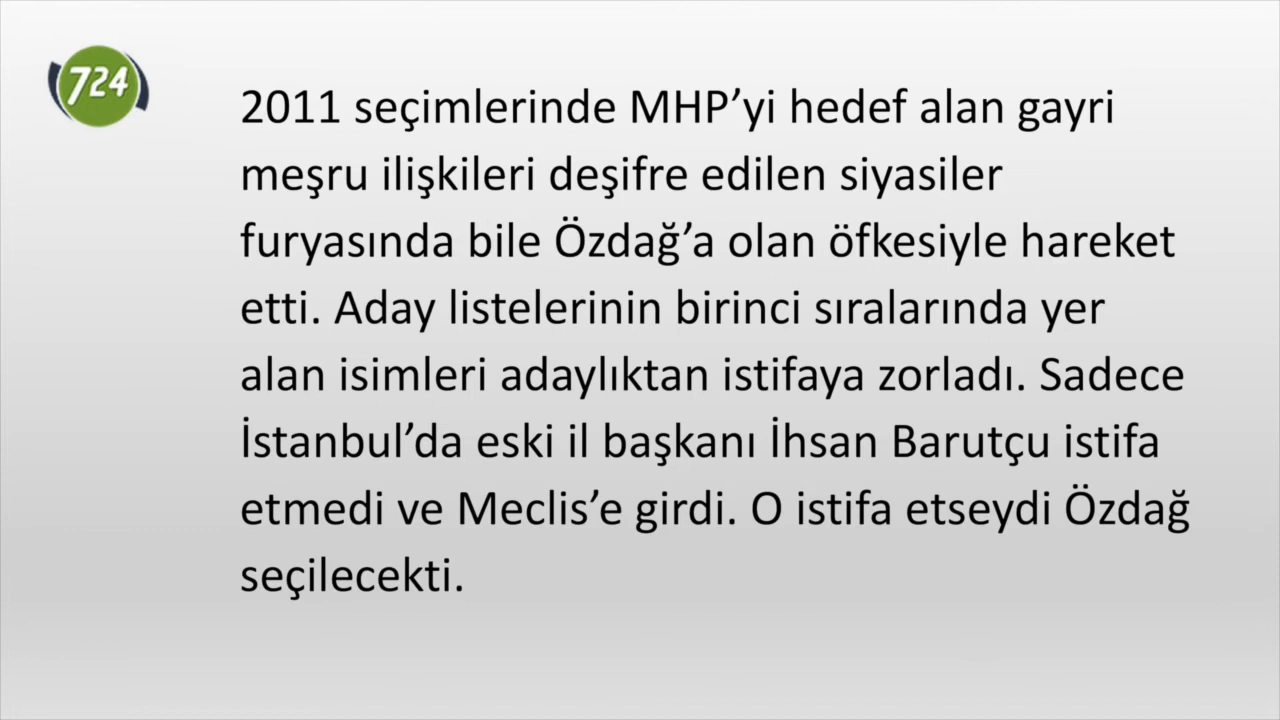 724
2011 seçimlerinde MHP’yi hedef alan gayri
meşru ilişkileri deşifre edilen siyasiler
furyasında bile Özdağ’a olan öfkesiyle hareket
etti. Aday listelerinin birinci sıralarında yer
alan isimleri adaylıktan istifaya zorladı. Sadece
İstanbul’da eski il başkanı İhsan Barutçu istifa
etmedi ve Meclis’e girdi. O istifa etseydi Özdağ
seçilecekti.